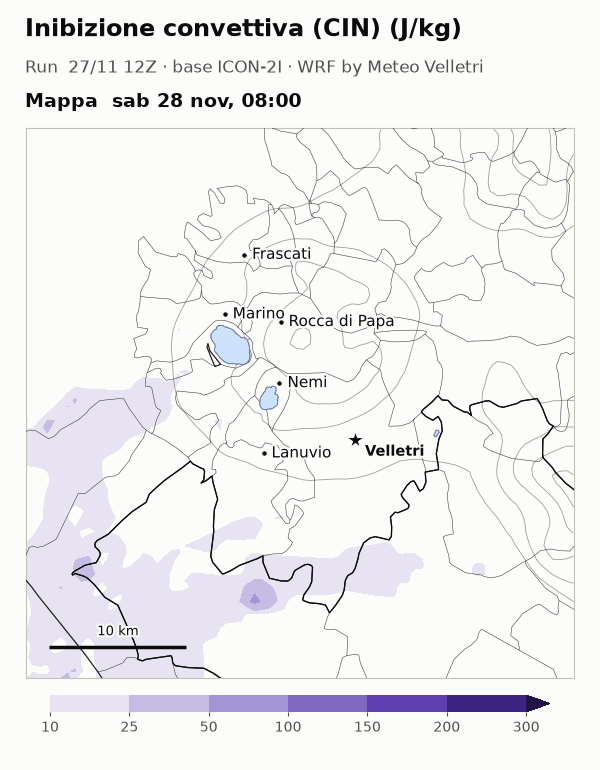 Inibizione convettiva (CIN) (J/kg)
Run  27/11 12Z · base ICON-2I · WRF by Meteo Velletri
Mappa  sab 28 nov, 08:00
Frascati
Marino
Rocca di Papa
Nemi
Velletri
Lanuvio
10 km
10 25 50 100 150 200 300